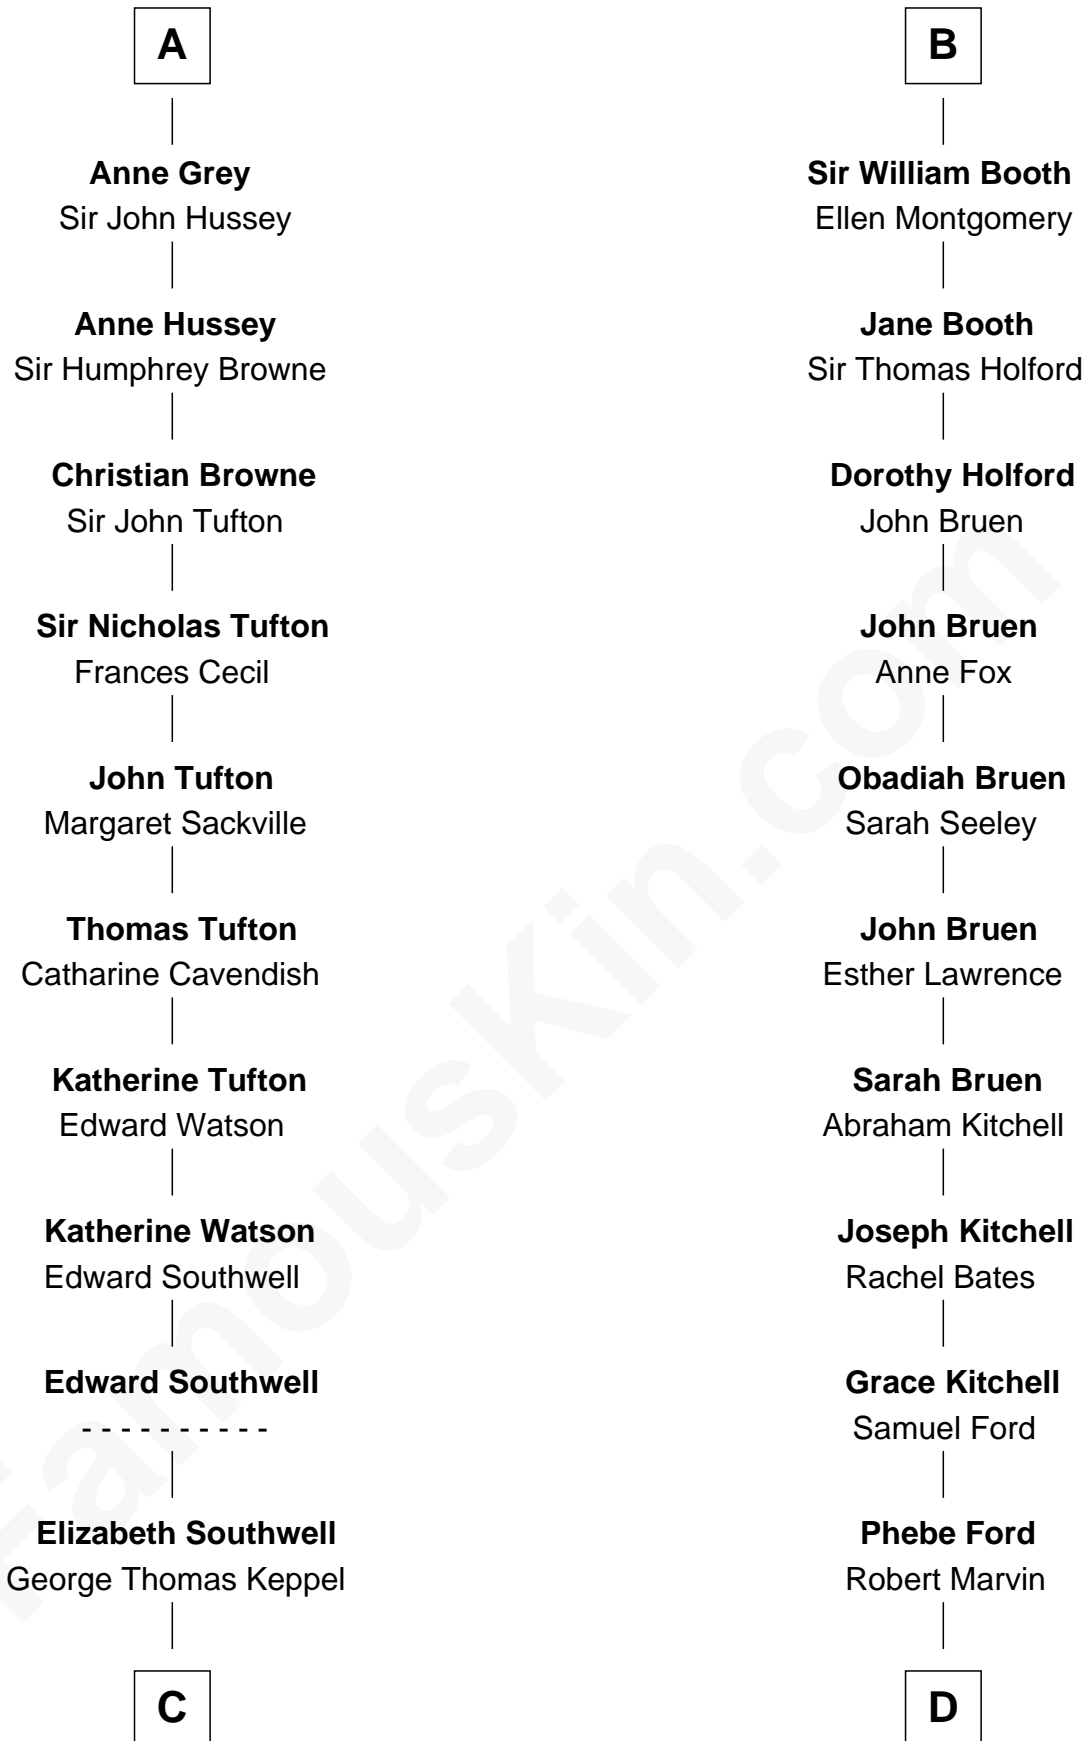 A
Anne Grey
Sir John Hussey
Anne Hussey
Sir Humphrey Browne
Christian Browne
Sir John Tufton
Sir Nicholas Tufton
Frances Cecil
John Tufton
Margaret Sackville
Thomas Tufton
Catharine Cavendish
Katherine Tufton
Edward Watson
Katherine Watson
Edward Southwell
Edward Southwell
- - - - - - - - - -
Elizabeth Southwell
George Thomas Keppel
C
B
Sir William Booth
Ellen Montgomery
Jane Booth
Sir Thomas Holford
Dorothy Holford
John Bruen
John Bruen
Anne Fox
Obadiah Bruen
Sarah Seeley
John Bruen
Esther Lawrence
Sarah Bruen
Abraham Kitchell
Joseph Kitchell
Rachel Bates
Grace Kitchell
Samuel Ford
Phebe Ford
Robert Marvin
D
FamousKin.com